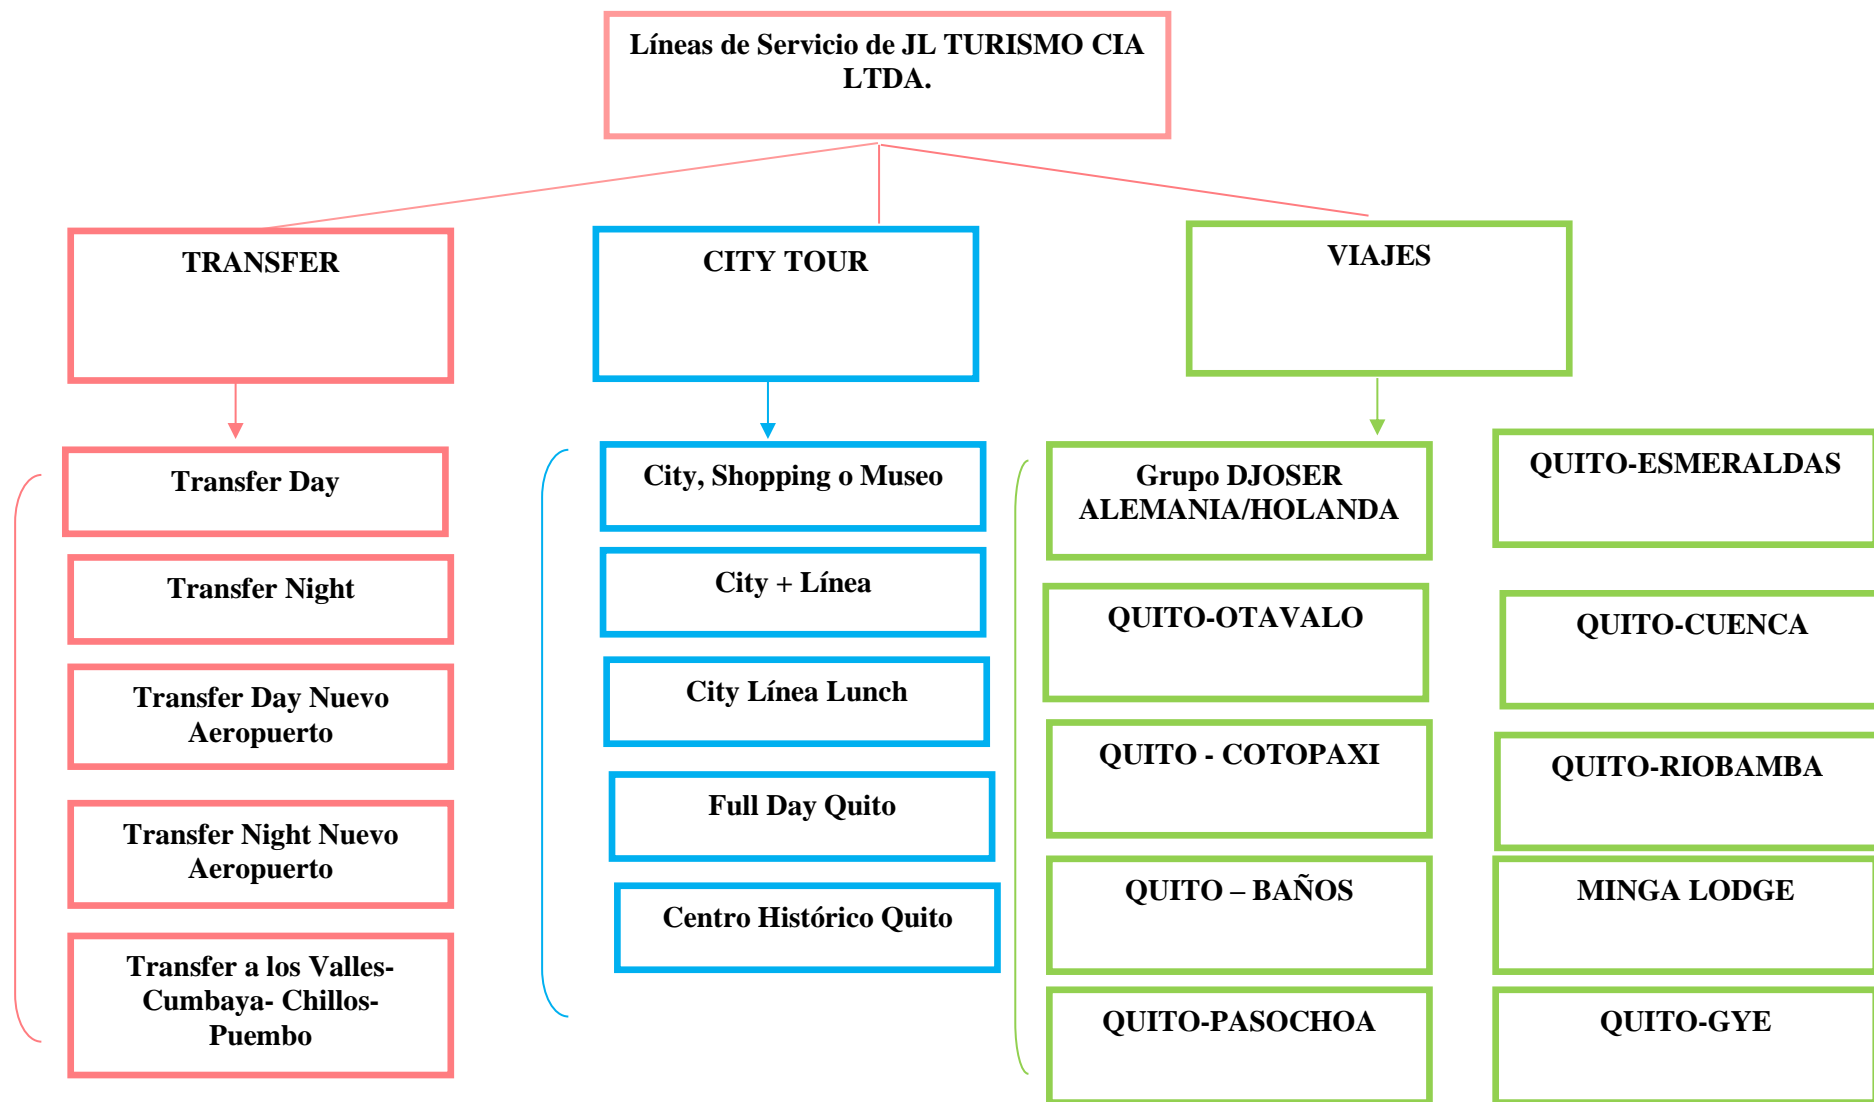 Líneas de Servicio de JL TURISMO CIA
LTDA.
TRANSFER
CITY TOUR
VIAJES
Transfer Day
Transfer Night
Transfer Day Nuevo
Aeropuerto
Transfer Night Nuevo
Aeropuerto
Transfer a los Valles-
Cumbaya- Chillos-
Puembo
City, Shopping o Museo
City + Línea
City Línea Lunch
Full Day Quito
Centro Histórico Quito
Grupo DJOSER
ALEMANIA/HOLANDA
QUITO-OTAVALO
QUITO - COTOPAXI
QUITO – BAÑOS
QUITO-PASOCHOA
QUITO-ESMERALDAS
QUITO-CUENCA
QUITO-RIOBAMBA
MINGA LODGE
QUITO-GYE